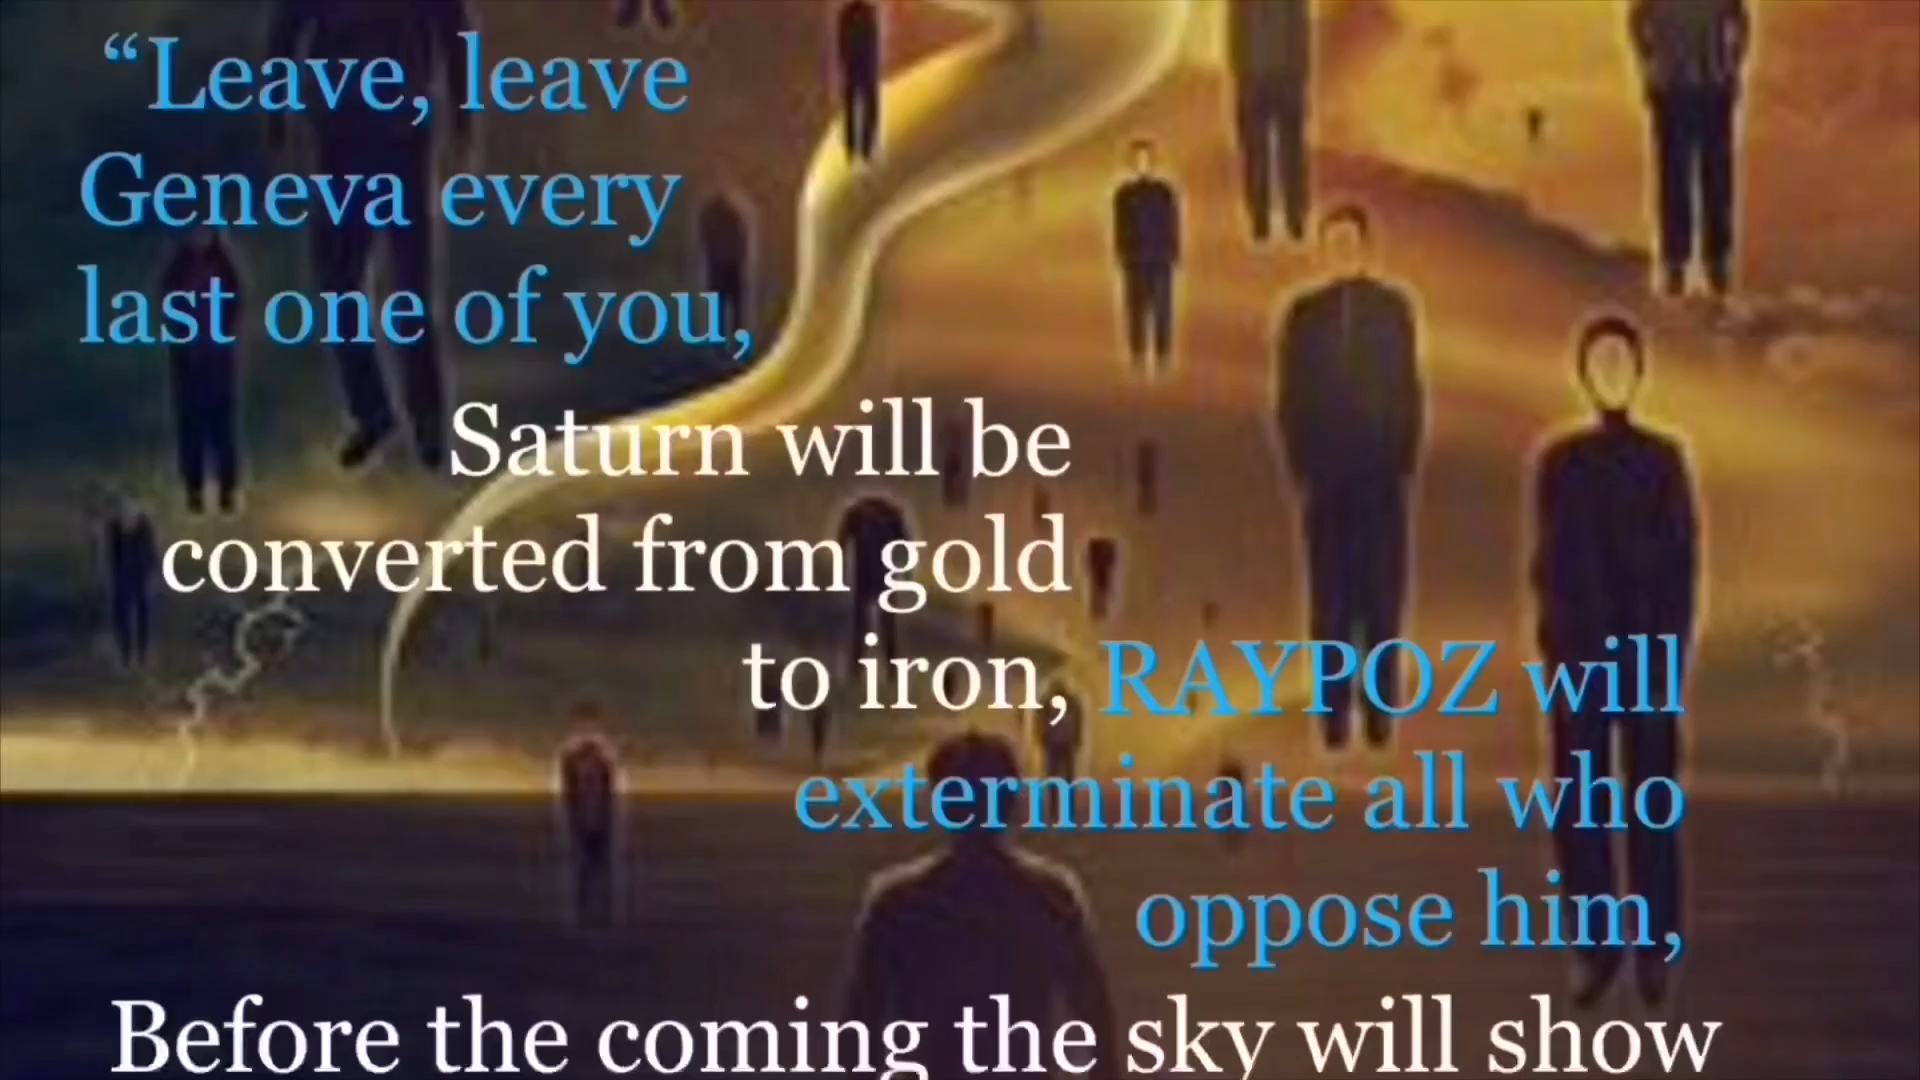 “Leave, leave
Geneva every
last one of you,
Saturn will be
converted from gold
to iron, RAYPOZ will
exterminate all who
oppose him,
Before the coming the sky will show